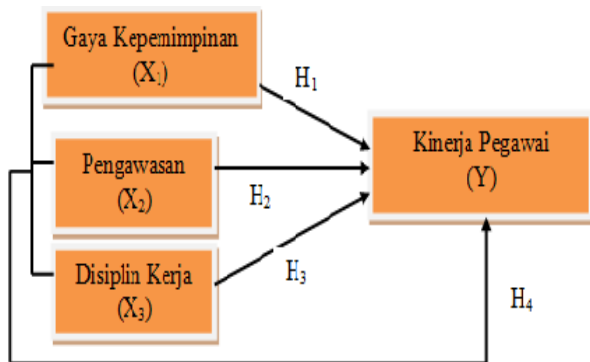 Gaya Kepemimpinan
(X₁)
H₁
Pengawasan
(X₂)
H₂
Kinerja Pegawai
(Y)
Disiplin Kerja
(X₃)
H₃
H₄